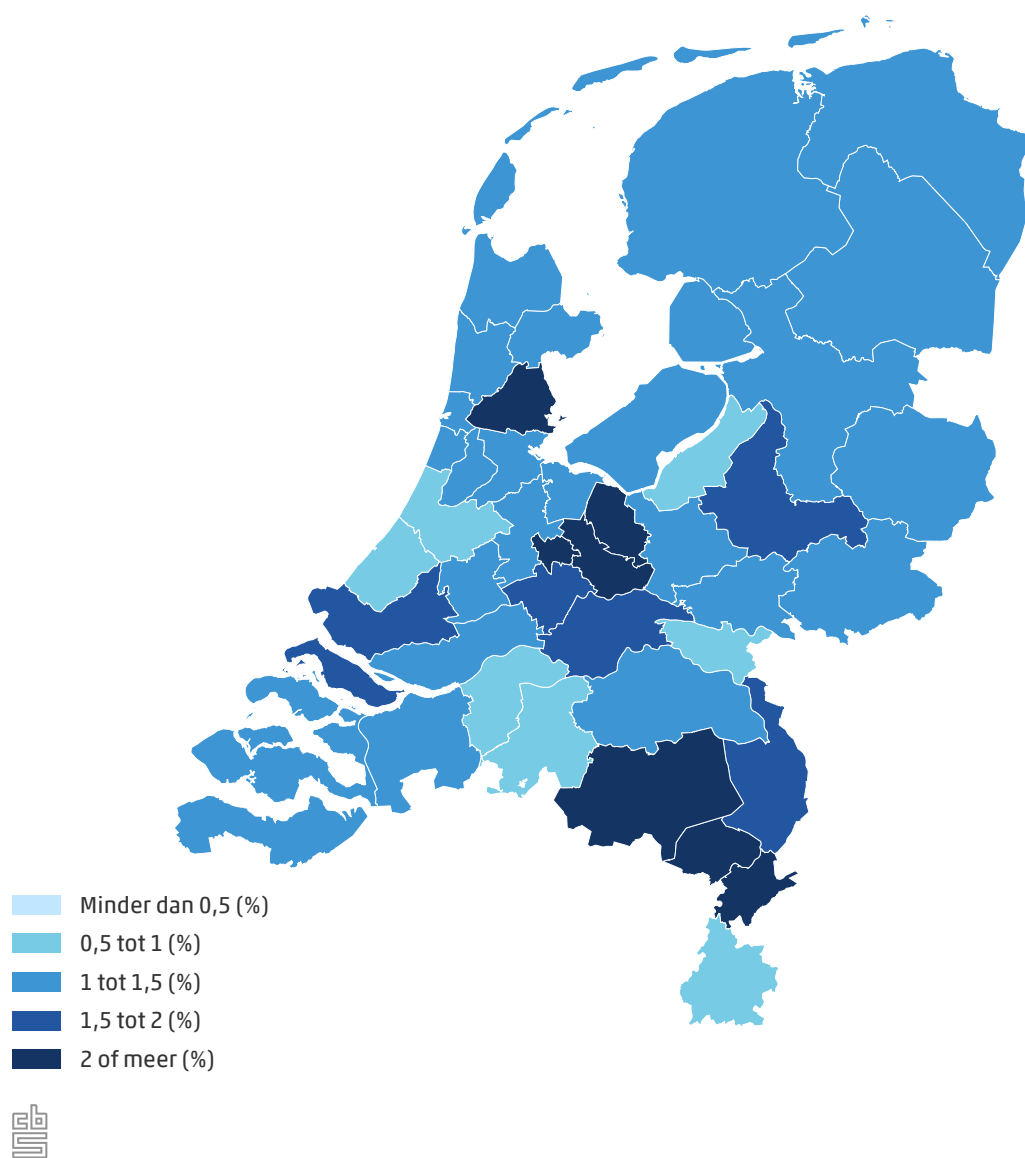 Minder dan 0,5 (%)
0,5 tot 1 (%)
1 tot 1,5 (%)
1,5 tot 2 (%)
2 of meer (%)
cbs